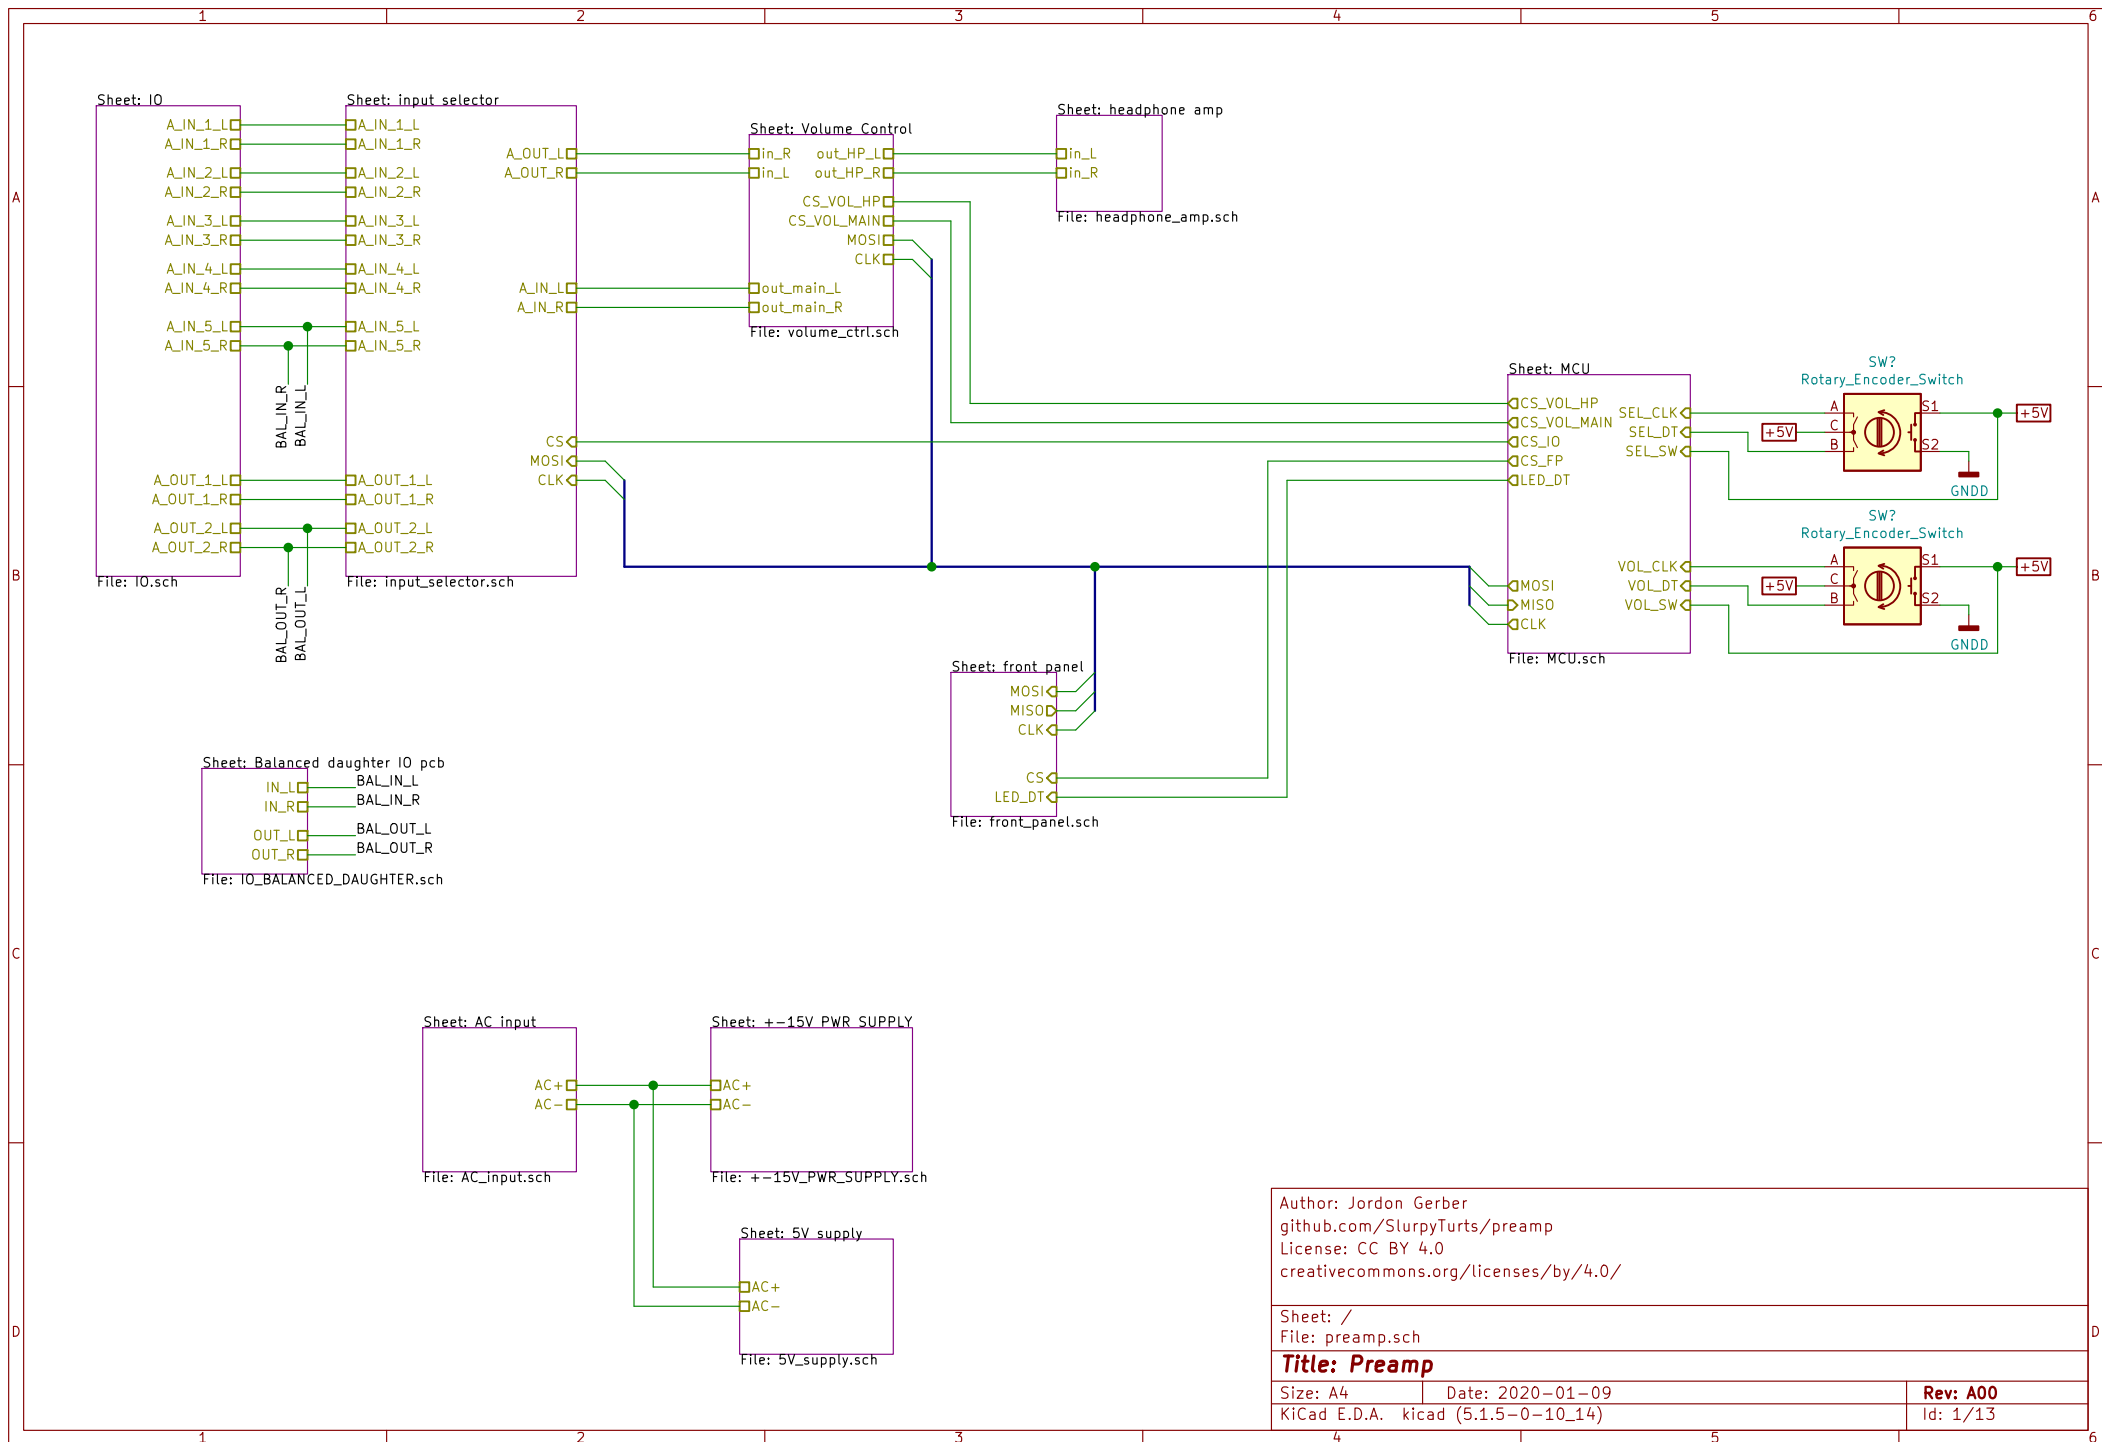 1 2 3 4 5 6
A
B
C
D
A
B
C
D
1 2 3 4 5 6
Sheet: IO
A_IN_1_L
A_IN_1_R
A_IN_2_L
A_IN_2_R
A_IN_3_L
A_IN_3_R
A_IN_4_L
A_IN_4_R
A_IN_5_L
A_IN_5_R
A_OUT_1_L
A_OUT_1_R
A_OUT_2_L
A_OUT_2_R
File: IO.sch
BAL_IN_R
BAL_IN_L
BAL_OUT_R
BAL_OUT_L
Sheet: input selector
A_IN_1_L
A_IN_1_R
A_IN_2_L
A_IN_2_R
A_IN_3_L
A_IN_3_R
A_IN_4_L
A_IN_4_R
A_IN_5_L
A_IN_5_R
A_OUT_1_L
A_OUT_1_R
A_OUT_2_L
A_OUT_2_R
A_OUT_L
A_OUT_R
A_IN_L
A_IN_R
CS
MOSI
CLK
File: input_selector.sch
Sheet: Volume Control
in_R
in_L
out_HP_L
out_HP_R
CS_VOL_HP
CS_VOL_MAIN
MOSI
CLK
out_main_L
out_main_R
File: volume_ctrl.sch
Sheet: headphone amp
in_L
in_R
File: headphone_amp.sch
Sheet: MCU
CS_VOL_HP
CS_VOL_MAIN
CS_IO
CS_FP
LED_DT
MOSI
MISO
CLK
SEL_CLK
SEL_DT
SEL_SW
VOL_CLK
VOL_DT
VOL_SW
File: MCU.sch
SW?
Rotary_Encoder_Switch
A
C
B
S1
S2
+5V
+5V
GNDD
SW?
Rotary_Encoder_Switch
A
C
B
S1
S2
+5V
+5V
GNDD
Sheet: front panel
MOSI
MISO
CLK
CS
LED_DT
File: front_panel.sch
Sheet: Balanced daughter IO pcb
IN_L
IN_R
OUT_L
OUT_R
BAL_IN_L
BAL_IN_R
BAL_OUT_L
BAL_OUT_R
File: IO_BALANCED_DAUGHTER.sch
Sheet: AC input
AC+
AC-
File: AC_input.sch
Sheet: +-15V PWR SUPPLY
AC+
AC-
File: +-15V_PWR_SUPPLY.sch
Sheet: 5V supply
AC+
AC-
File: 5V_supply.sch
Author: Jordon Gerber
github.com/SlurpyTurts/preamp
License: CC BY 4.0
creativecommons.org/licenses/by/4.0/
Sheet: /
File: preamp.sch
Title: Preamp
Size: A4 Date: 2020-01-09 Rev: A00
KiCad E.D.A. kicad (5.1.5-0-10_14) Id: 1/13